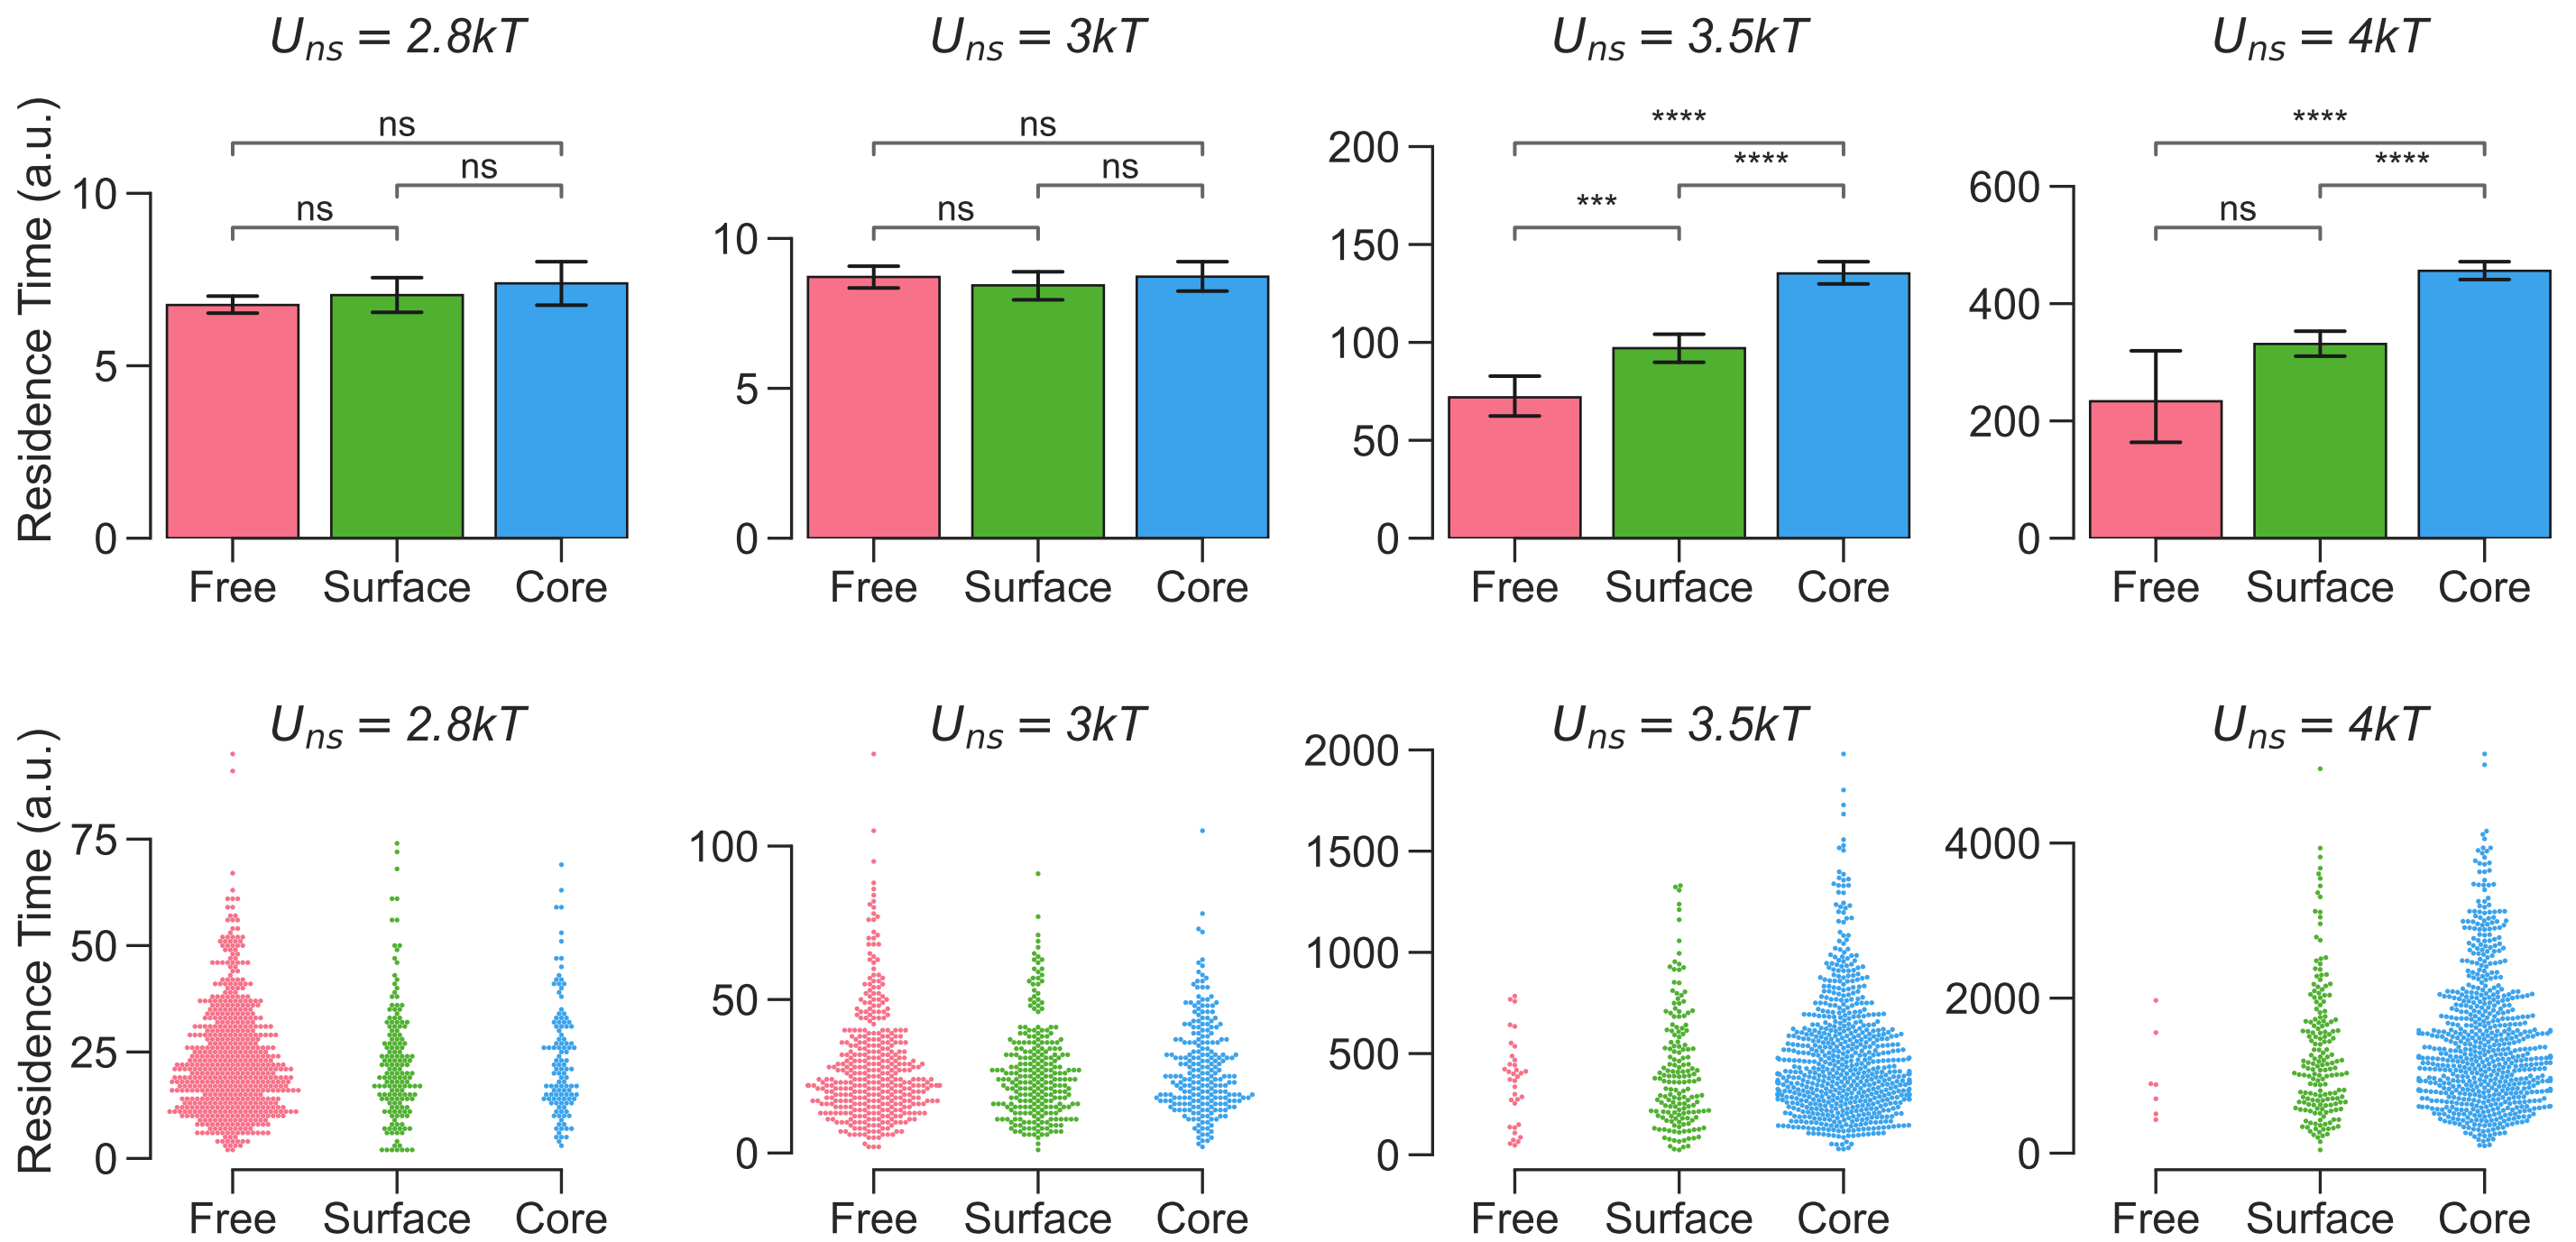 U_ns = 2.8kT
U_ns = 3kT
U_ns = 3.5kT
U_ns = 4kT
Residence Time (a.u.)
10
5
0
ns
ns
ns
Free Surface Core
10
5
0
ns
ns
ns
Free Surface Core
200
150
100
50
0
****
****
***
Free Surface Core
600
400
200
0
****
****
ns
Free Surface Core
U_ns = 2.8kT
U_ns = 3kT
U_ns = 3.5kT
U_ns = 4kT
Residence Time (a.u.)
75
50
25
0
Free Surface Core
100
50
0
Free Surface Core
2000
1500
1000
500
0
Free Surface Core
4000
2000
0
Free Surface Core